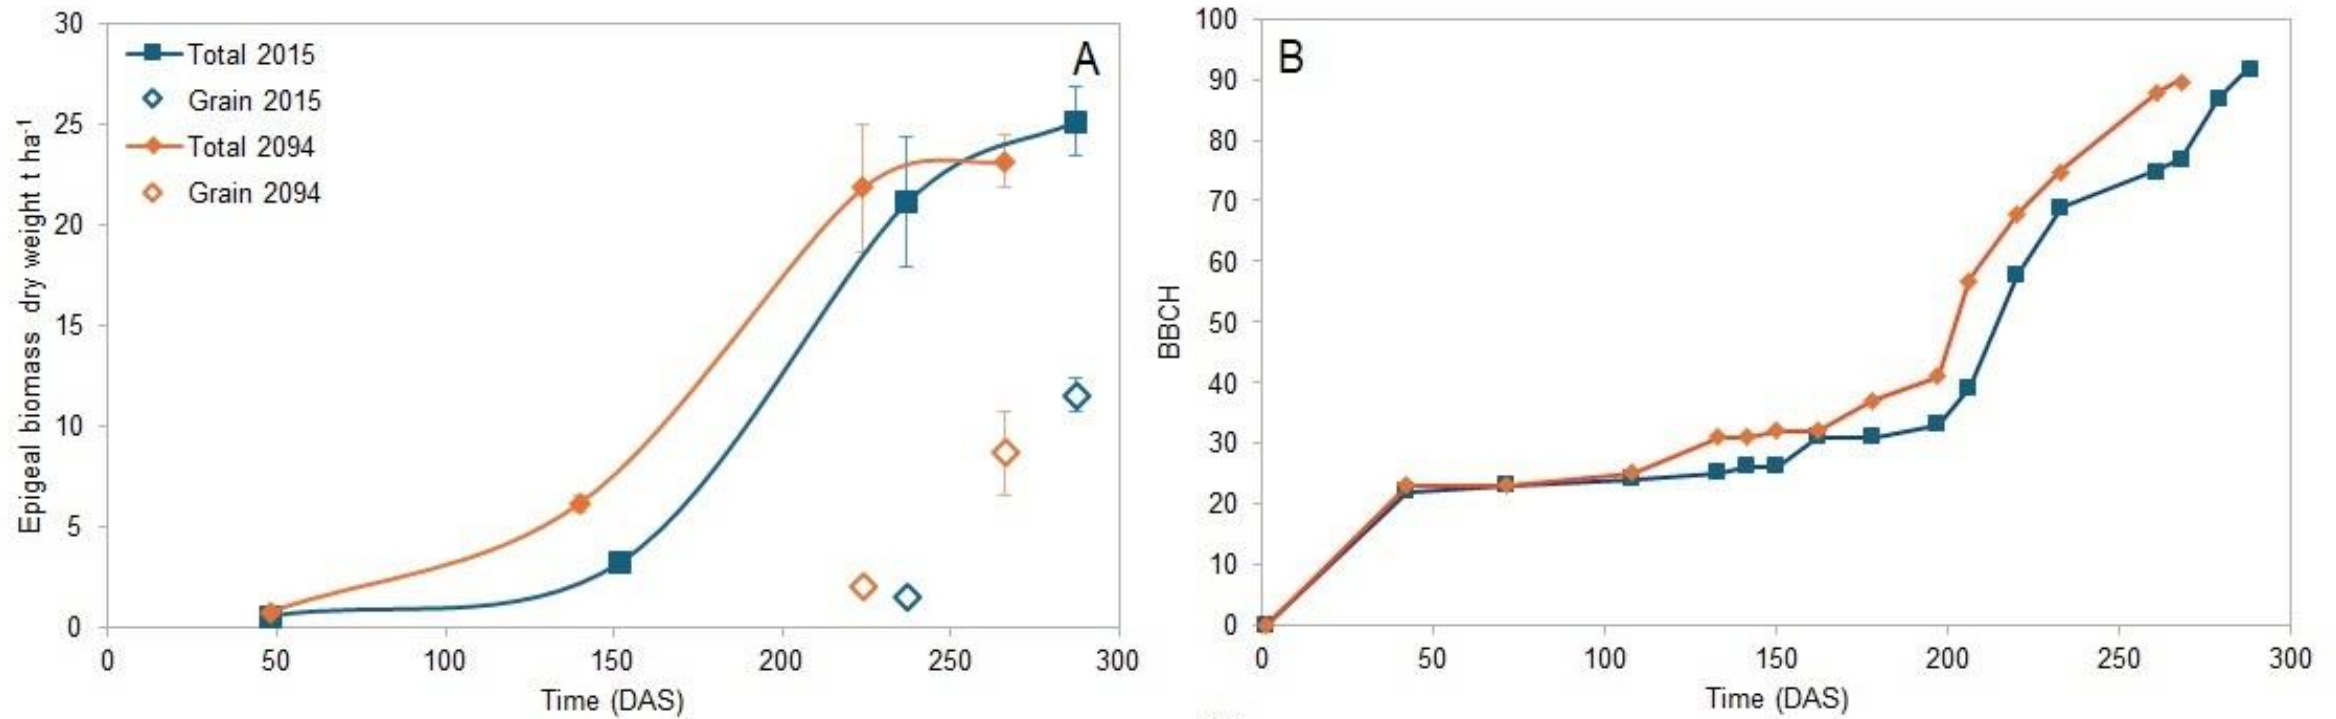 30
25
20
15
10
5
0
Epigeal biomass dry weight t ha-1
Total 2015
Grain 2015
Total 2094
Grain 2094
A
0 50 100 150 200 250 300
Time (DAS)
100
90
80
70
60
50
40
30
20
10
0
BBCH
B
0 50 100 150 200 250 300
Time (DAS)